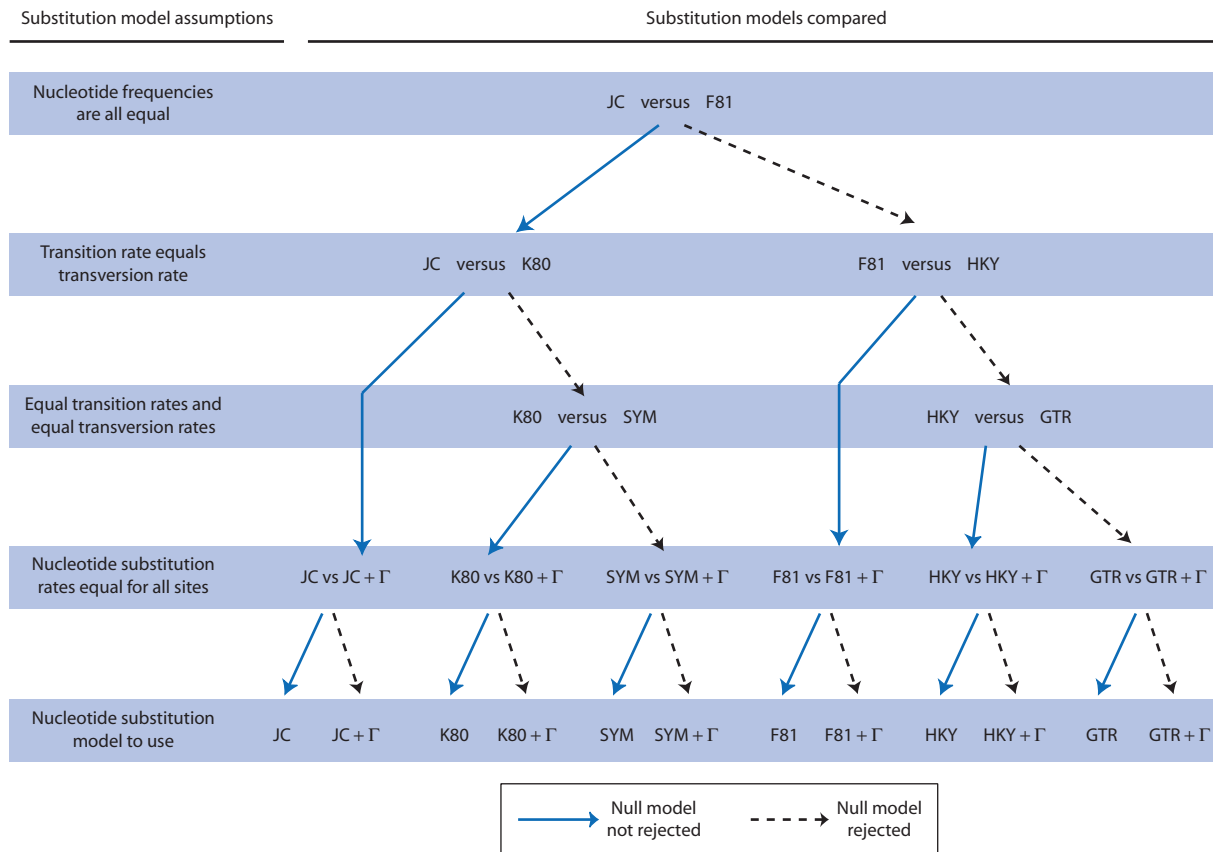 Substitution model assumptions
Substitution models compared
Nucleotide frequencies
are all equal
JC versus F81
Transition rate equals
transversion rate
JC versus K80
F81 versus HKY
Equal transition rates and
equal transversion rates
K80 versus SYM
HKY versus GTR
Nucleotide substitution
rates equal for all sites
JC vs JC + Γ
K80 vs K80 + Γ
SYM vs SYM + Γ
F81 vs F81 + Γ
HKY vs HKY + Γ
GTR vs GTR + Γ
Nucleotide substitution
model to use
JC
JC + Γ
K80
K80 + Γ
SYM
SYM + Γ
F81
F81 + Γ
HKY
HKY + Γ
GTR
GTR + Γ
Null model
not rejected
Null model
rejected